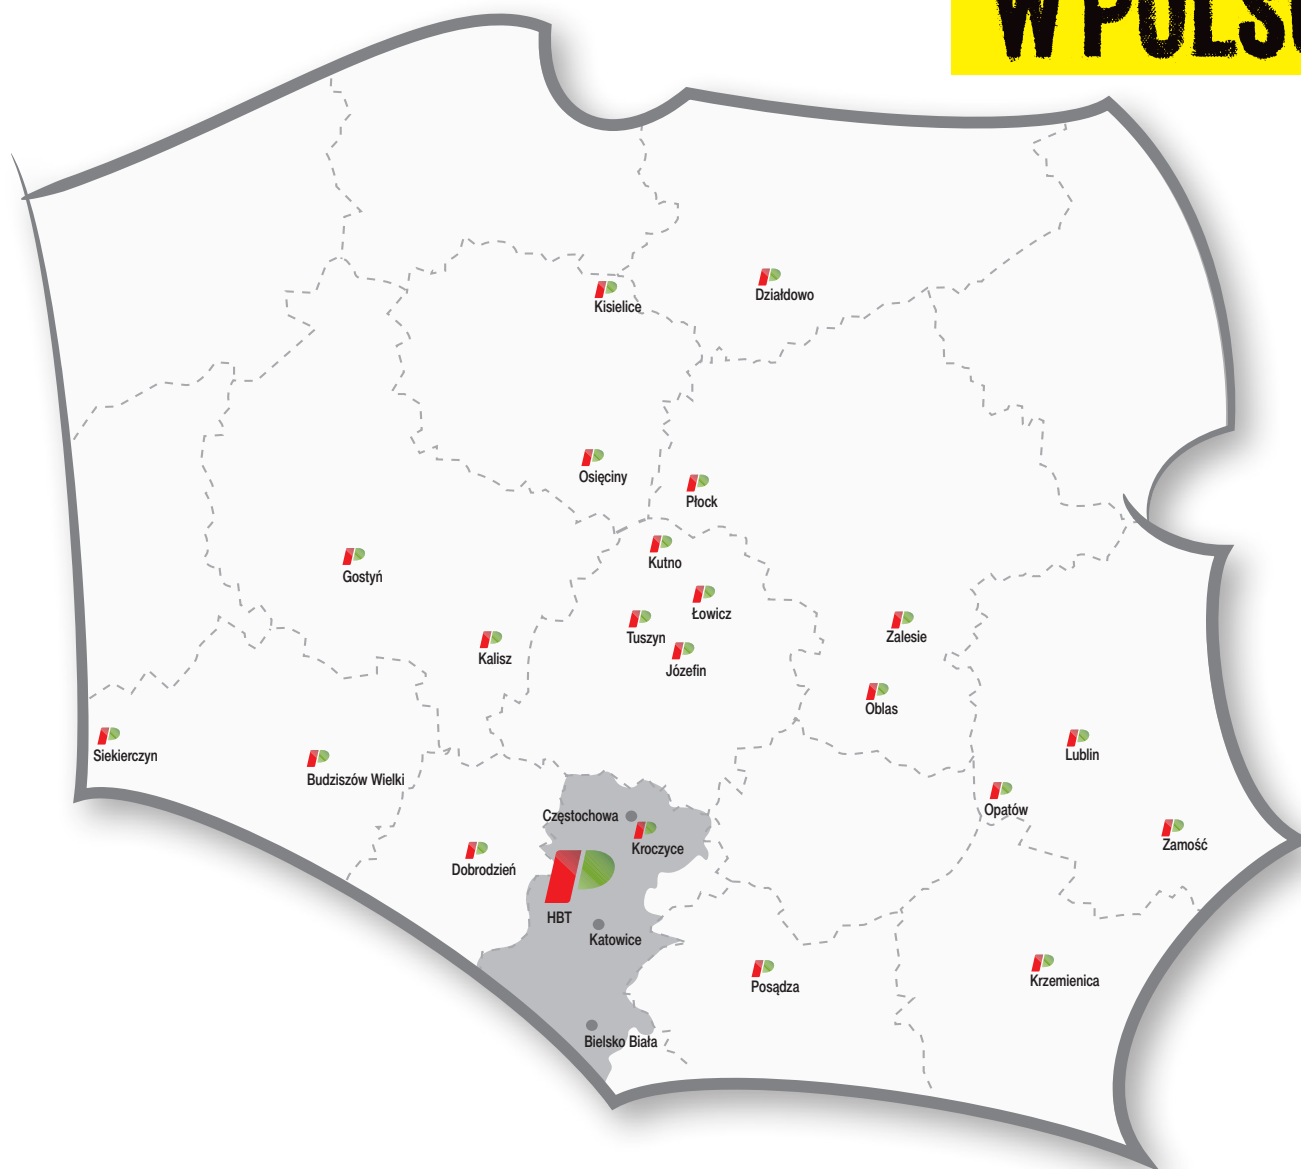 W POLSC
Działdowo
Kisielice
Osięciny
Płock
Kutno
Gostyń
Łowicz
Tuszyn
Zalesie
Kalisz
Józefin
Oblas
Siekierczyn
Lublin
Budziszów Wielki
Opatów
Częstochowa
Zamość
Kroczyce
Dobrodzień
HBT
Katowice
Krzemienica
Posądza
Bielsko Biała